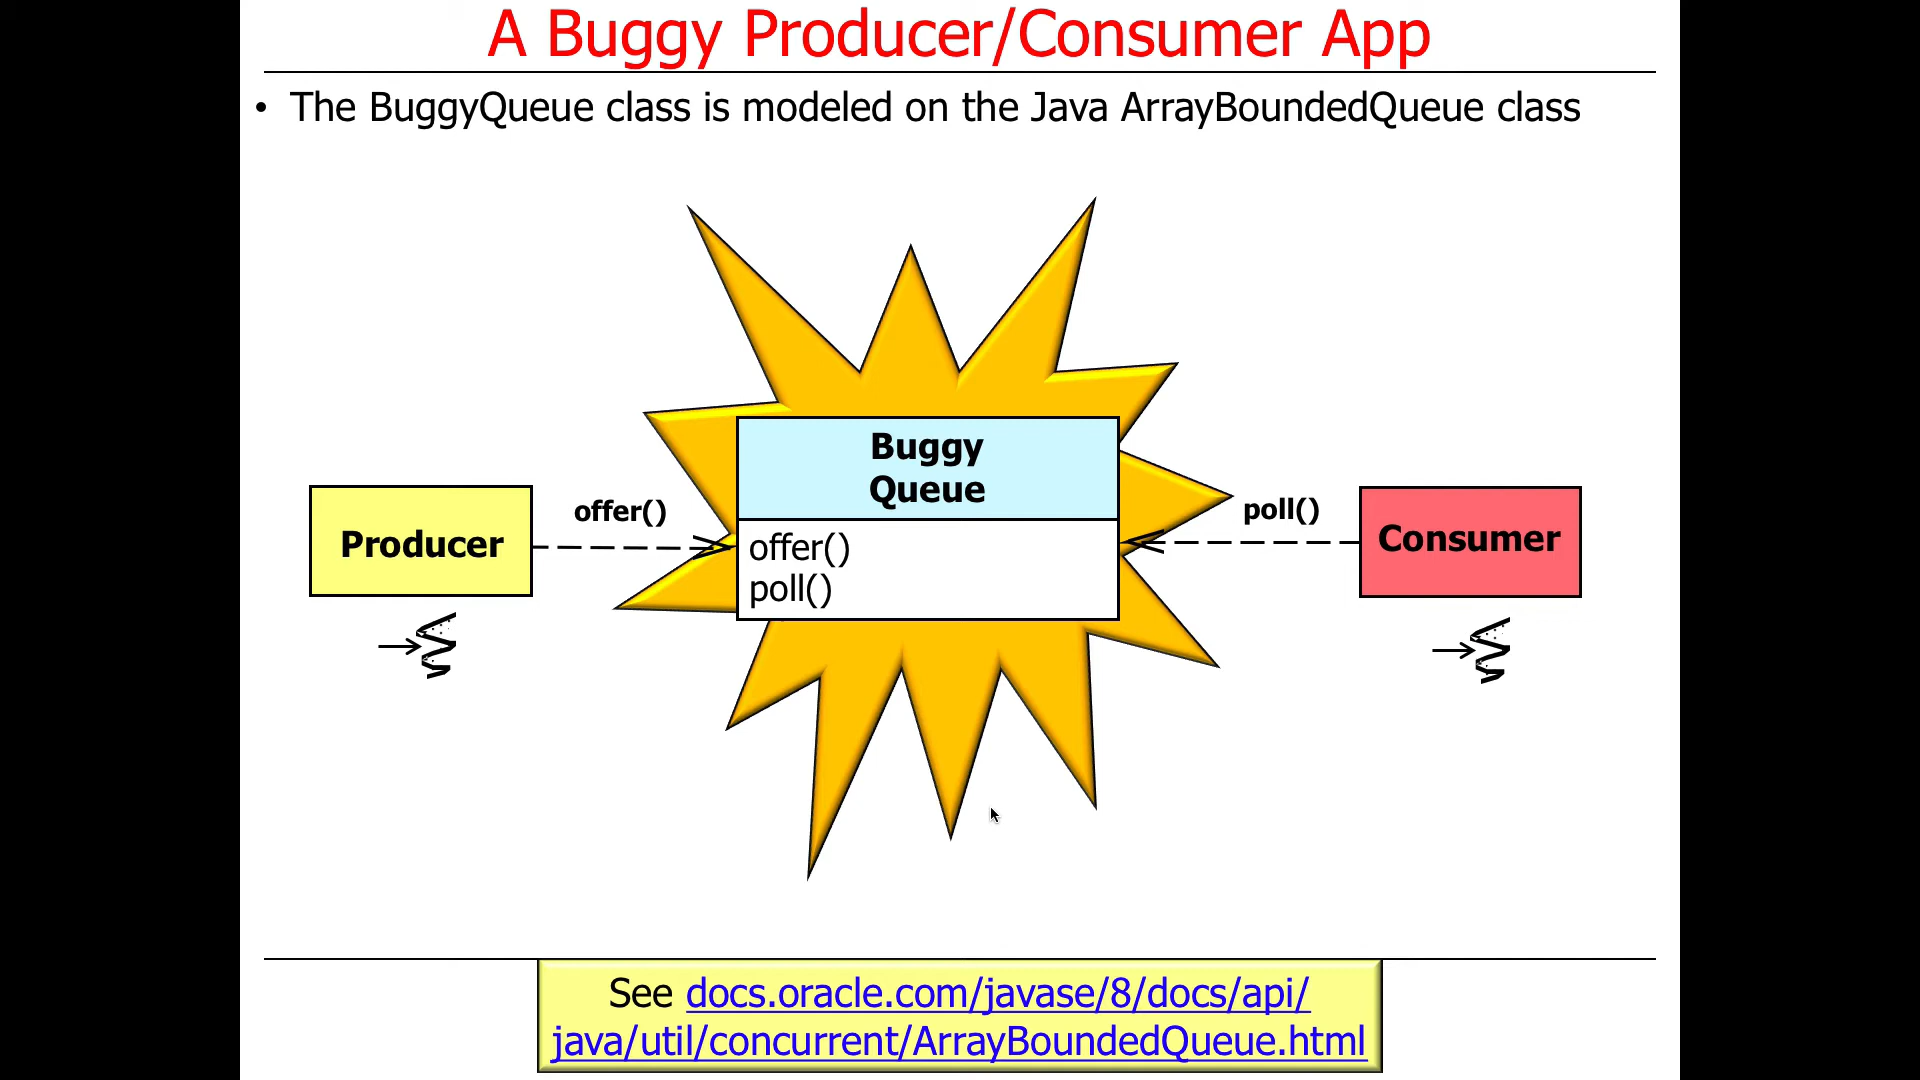 A Buggy Producer/Consumer App
• The BuggyQueue class is modeled on the Java ArrayBoundedQueue class
Buggy
Queue
offer()
poll()
Producer
offer()
poll()
Consumer
See docs.oracle.com/javase/8/docs/api/
java/util/concurrent/ArrayBoundedQueue.html